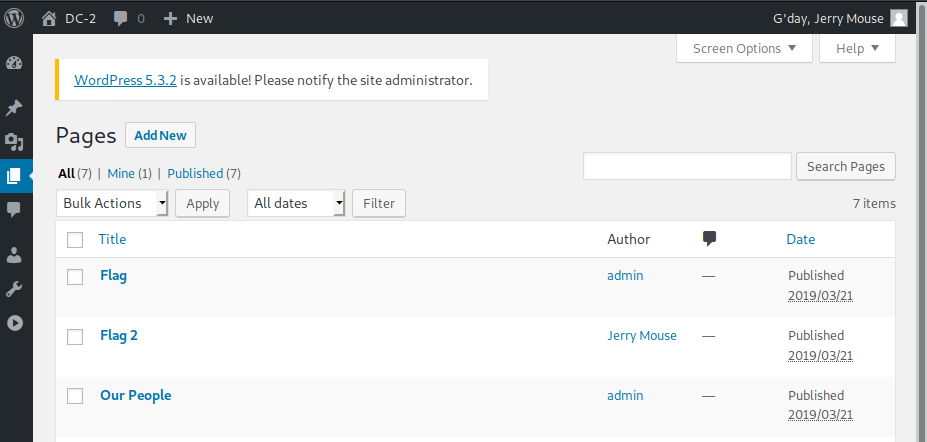 DC-2 0 New G'day, Jerry Mouse
Screen Options Help
WordPress 5.3.2 is available! Please notify the site administrator.
Pages Add New
All (7) | Mine (1) | Published (7)
Search Pages
Bulk Actions Apply All dates Filter 7 items
Title Author Date
Flag admin — Published
2019/03/21
Flag 2 Jerry Mouse — Published
2019/03/21
Our People admin — Published
2019/03/21